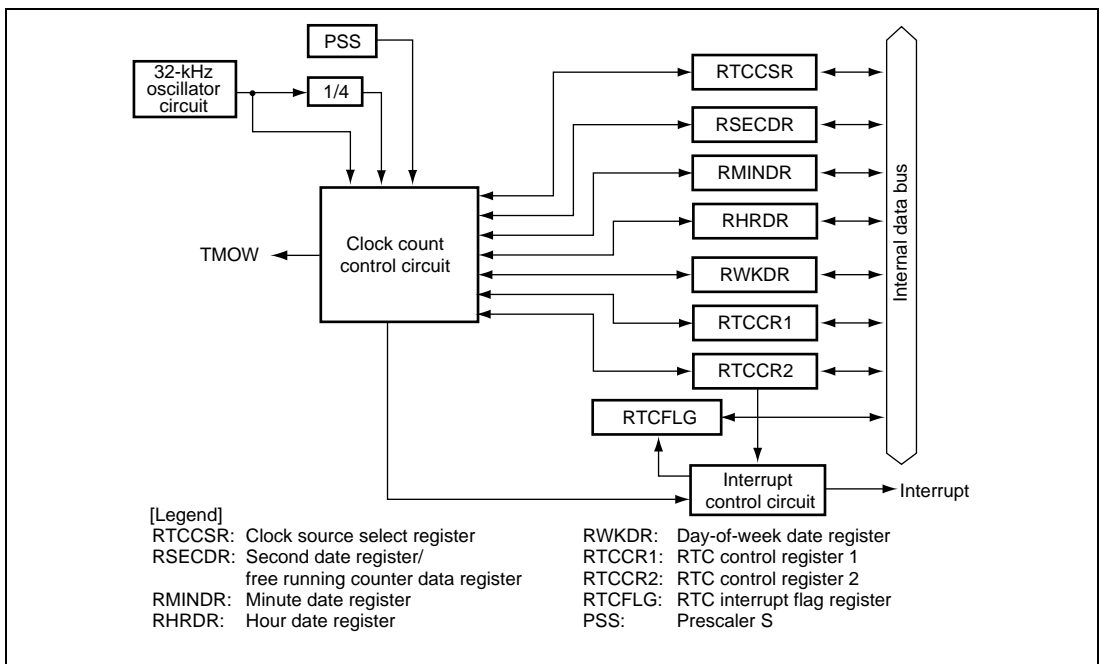 PSS
32-kHz
oscillator
circuit
1/4
RTCCSR
RSECDR
RMINDR
RHRDR
RWKDR
RTCCR1
RTCCR2
RTCFLG
Clock count
control circuit
TMOW
Internal data bus
Interrupt
control circuit
Interrupt
[Legend]
RTCCSR: Clock source select register
RSECDR: Second date register/
free running counter data register
RMINDR: Minute date register
RHRDR: Hour date register
RWKDR: Day-of-week date register
RTCCR1: RTC control register 1
RTCCR2: RTC control register 2
RTCFLG: RTC interrupt flag register
PSS: Prescaler S